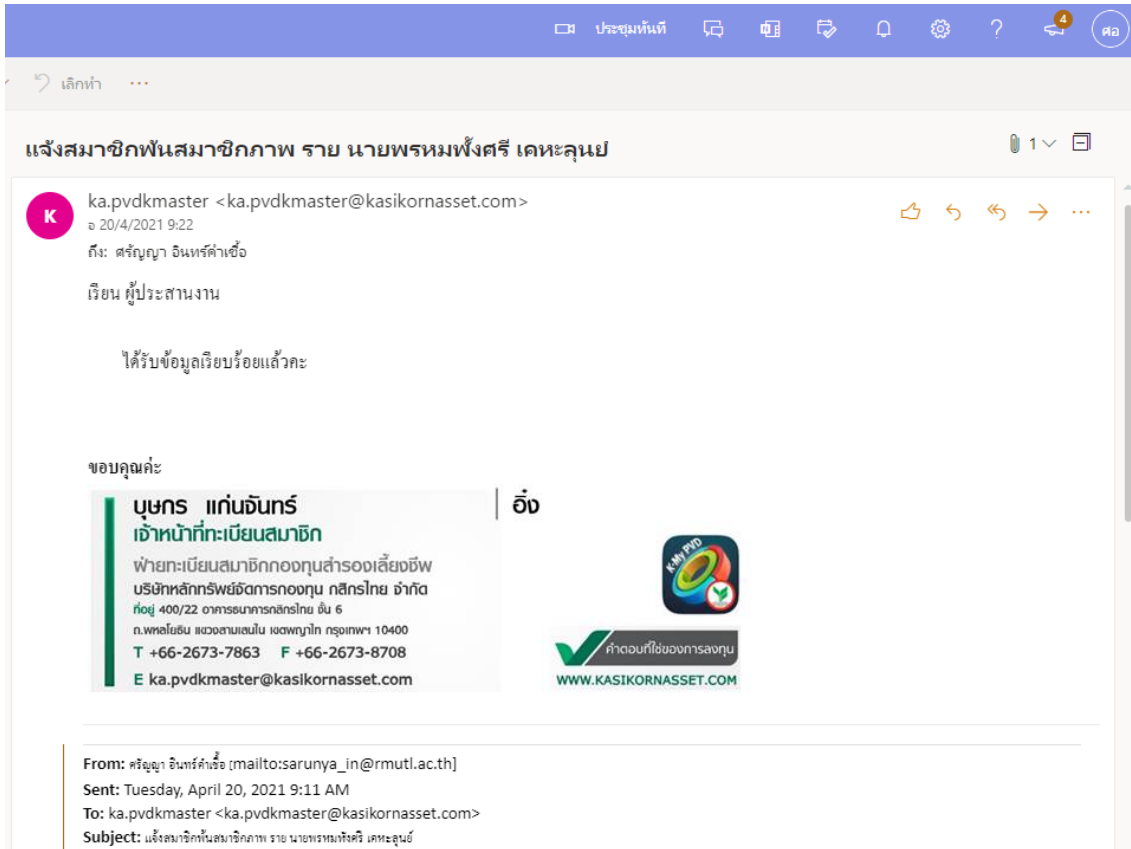 ประชุมทันที
4
ศอ
เลิกทำ ...
แจ้งสมาชิกพ้นสมาชิกภาพ ราย นายพรหมพังศรี เคหะลุนย์
1
K
ka.pvdkmaster <ka.pvdkmaster@kasikornasset.com>
อ 20/4/2021 9:22
ถึง: ศรัญญา อินทร์คำเชื้อ
เรียน ผู้ประสานงาน
ได้รับข้อมูลเรียบร้อยแล้วคะ
ขอบคุณค่ะ
บุษกร แก่นจันทร์
อิ๋ง
เจ้าหน้าที่ทะเบียนสมาชิก
ฝ่ายทะเบียนสมาชิกกองทุนสำรองเลี้ยงชีพ
บริษัทหลักทรัพย์จัดการกองทุน กสิกรไทย จำกัด
ที่อยู่ 400/22 อาคารธนาคารกสิกรไทย ชั้น 6
ถ.พหลโยธิน แขวงสามเสนใน เขตพญาไท กรุงเทพฯ 10400
T +66-2673-7863 F +66-2673-8708
E ka.pvdkmaster@kasikornasset.com
K-My PVD
คำตอบที่ใช่ของการลงทุน
WWW.KASIKORNASSET.COM
From: ศรัญญา อินทร์คำเชื้อ [mailto:sarunya_in@rmutl.ac.th]
Sent: Tuesday, April 20, 2021 9:11 AM
To: ka.pvdkmaster <ka.pvdkmaster@kasikornasset.com>
Subject: แจ้งสมาชิกพ้นสมาชิกภาพ ราย นายพรหมพังศรี เคหะลุนย์